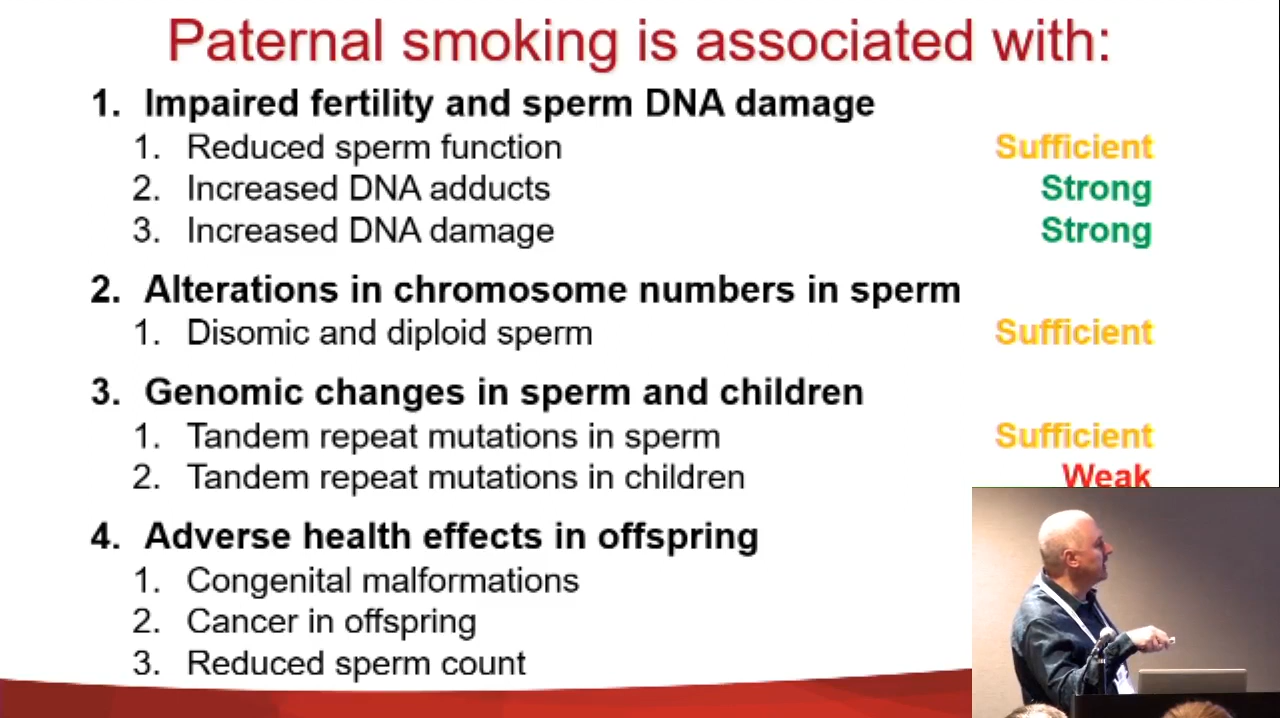 Paternal smoking is associated with:
1. Impaired fertility and sperm DNA damage
1. Reduced sperm function Sufficient
2. Increased DNA adducts Strong
3. Increased DNA damage Strong
2. Alterations in chromosome numbers in sperm
1. Disomic and diploid sperm Sufficient
3. Genomic changes in sperm and children
1. Tandem repeat mutations in sperm Sufficient
2. Tandem repeat mutations in children Weak
4. Adverse health effects in offspring
1. Congenital malformations
2. Cancer in offspring
3. Reduced sperm count